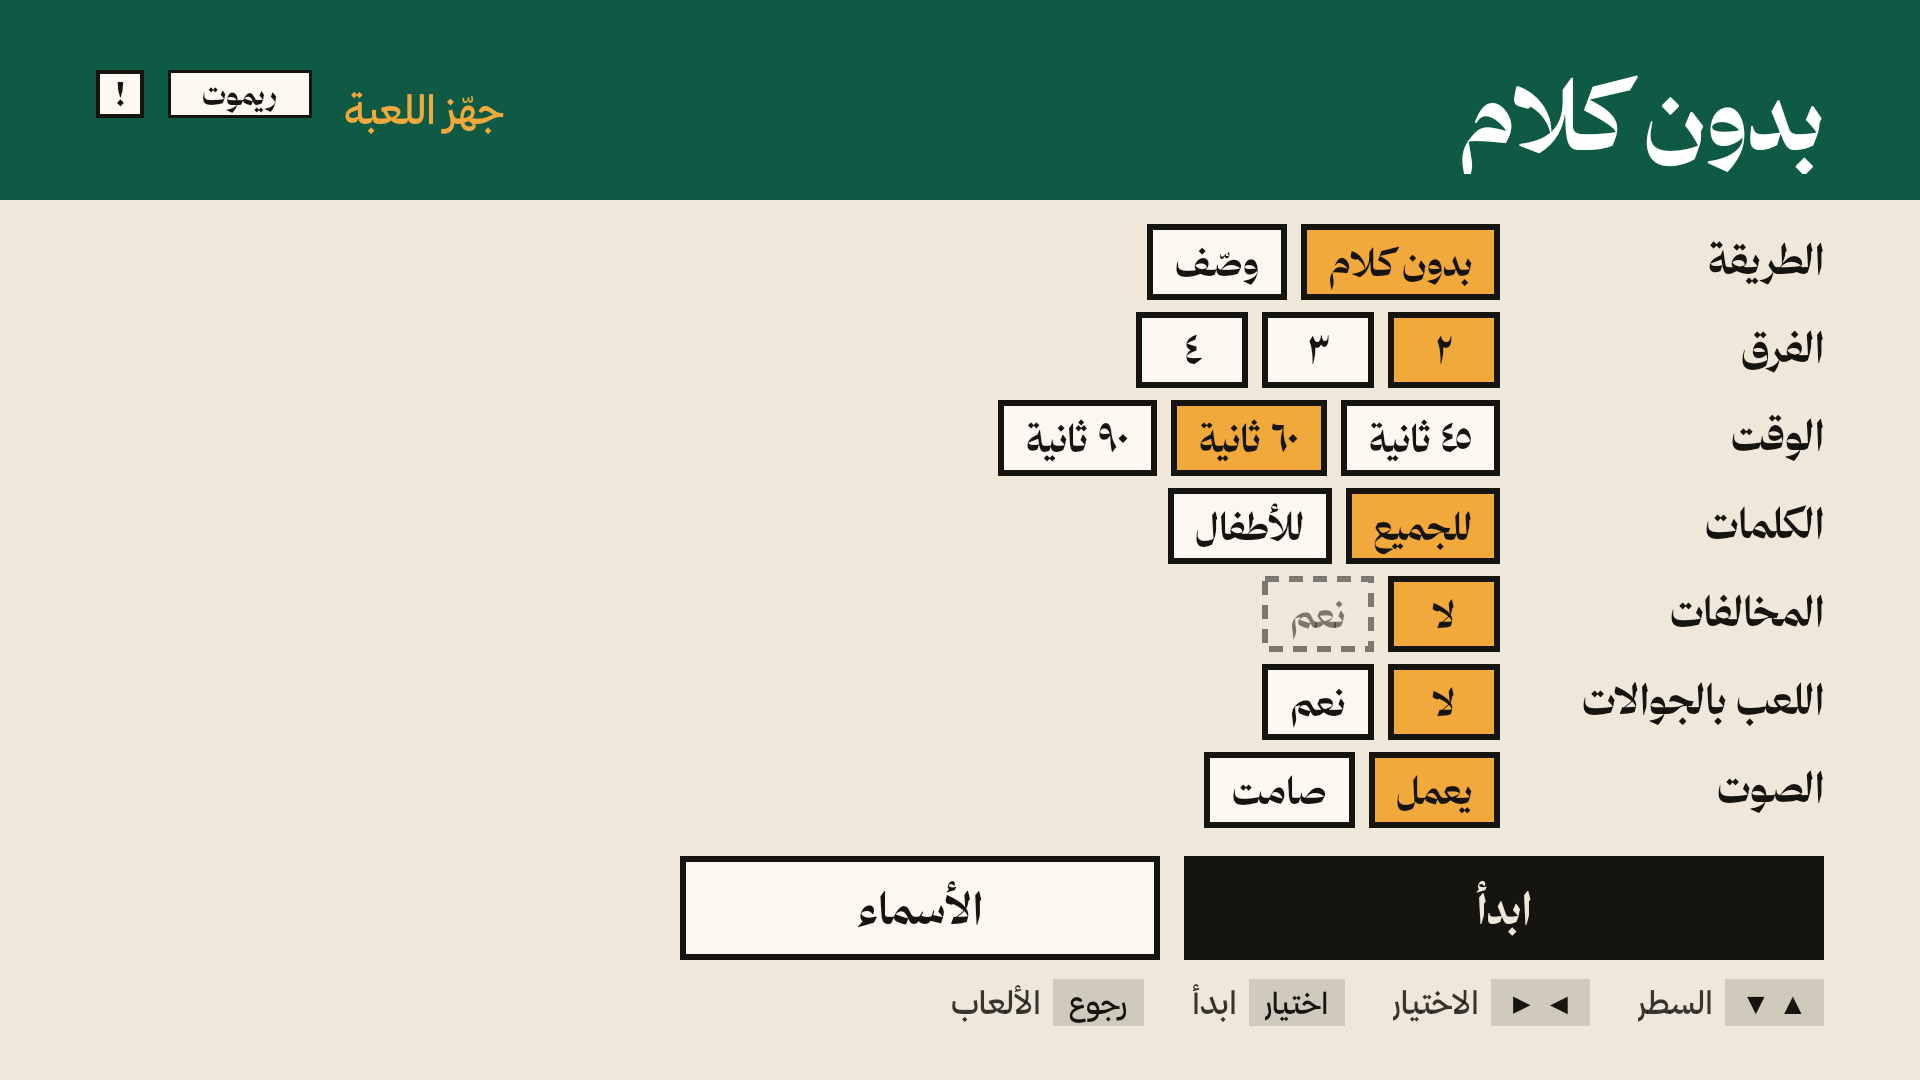 بدون كلام
جهّز اللعبة ريموت !
الطريقة بدون كلام وصّف
الفرق ٢ ٣ ٤
الوقت ٤٥ ثانية ٦٠ ثانية ٩٠ ثانية
الكلمات للجميع للأطفال
المخالفات لا نعم
اللعب بالجوالات لا نعم
الصوت يعمل صامت
ابدأ الأسماء
▲ ▼ السطر ◀ ▶ الاختيار اختيار ابدأ رجوع الألعاب